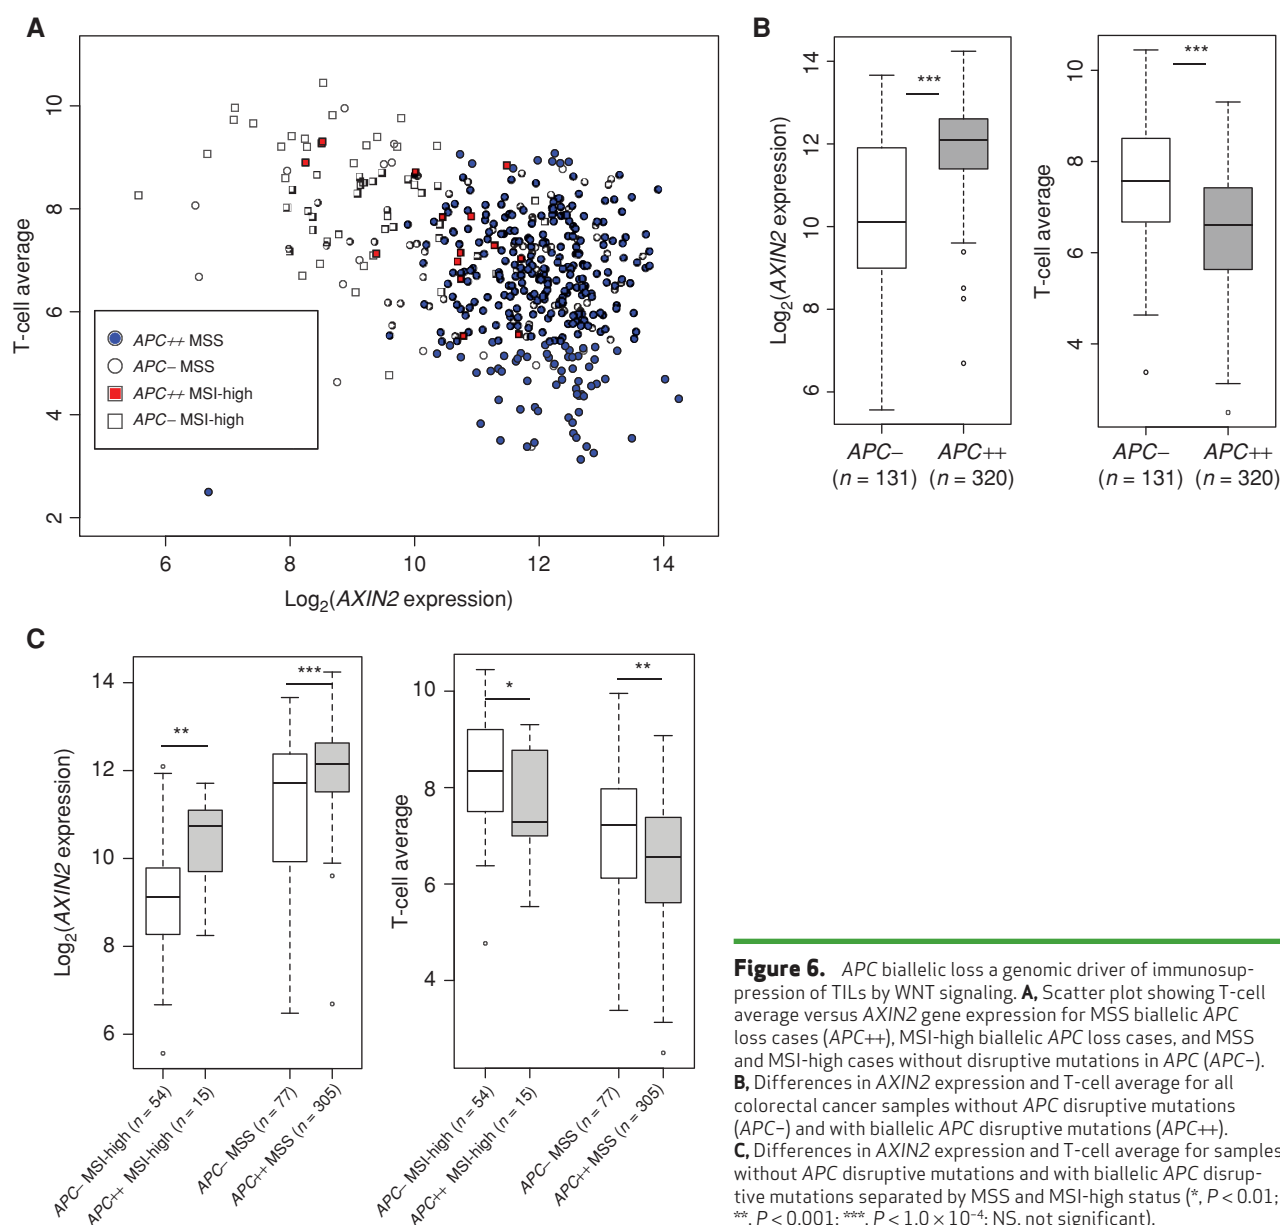 A
T-cell average
10
8
6
4
2
6
8
10
12
14
Log2(AXIN2 expression)
APC++ MSS
APC– MSS
APC++ MSI-high
APC– MSI-high
B
Log2(AXIN2 expression)
14
12
10
8
6
***
APC– APC++
(n = 131) (n = 320)
T-cell average
10
8
6
4
***
APC– APC++
(n = 131) (n = 320)
C
Log2(AXIN2 expression)
14
12
10
8
6
**
***
APC– MSI-high (n = 54)
APC++ MSI-high (n = 15)
APC– MSS (n = 77)
APC++ MSS (n = 305)
T-cell average
10
8
6
4
*
**
APC– MSI-high (n = 54)
APC++ MSI-high (n = 15)
APC– MSS (n = 77)
APC++ MSS (n = 305)
Figure 6. APC biallelic loss a genomic driver of immunosup-
pression of TILs by WNT signaling. A, Scatter plot showing T-cell
average versus AXIN2 gene expression for MSS biallelic APC
loss cases (APC++), MSI-high biallelic APC loss cases, and MSS
and MSI-high cases without disruptive mutations in APC (APC–).
B, Differences in AXIN2 expression and T-cell average for all
colorectal cancer samples without APC disruptive mutations
(APC–) and with biallelic APC disruptive mutations (APC++).
C, Differences in AXIN2 expression and T-cell average for samples
without APC disruptive mutations and with biallelic APC disrup-
tive mutations separated by MSS and MSI-high status (*, P < 0.01;
**, P < 0.001; ***, P < 1.0 × 10–4; NS, not significant).